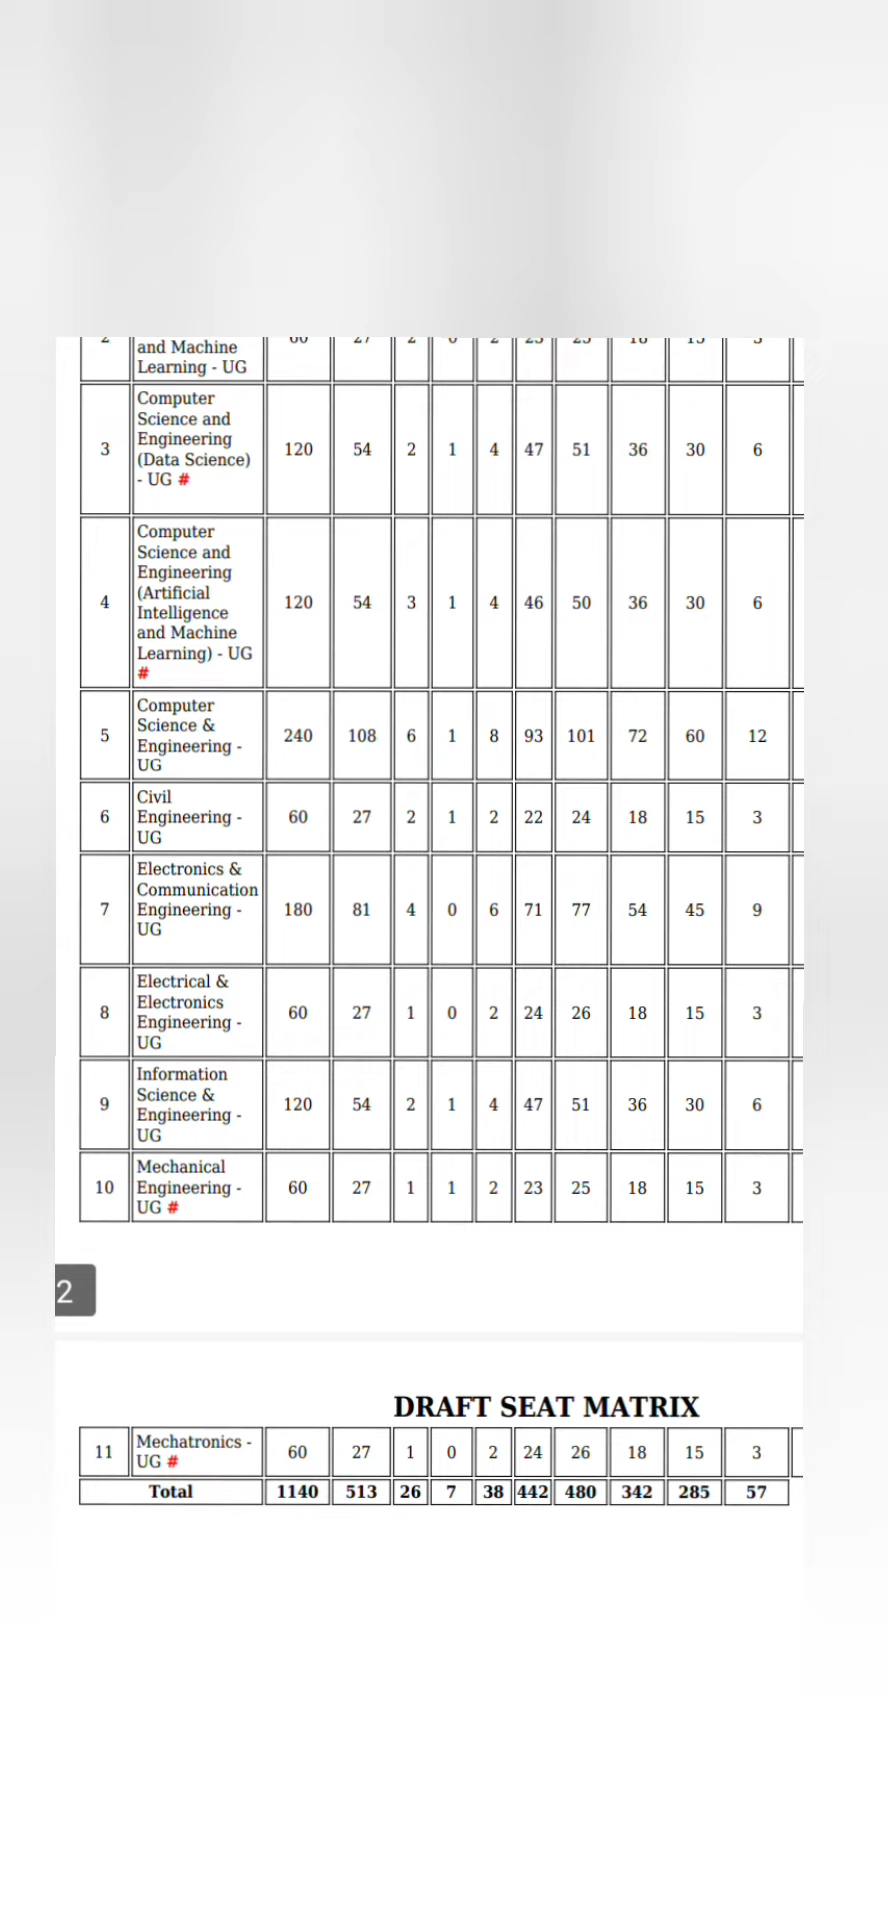 2 60 27 2 0 2 23 25 18 15 3
and Machine
Learning - UG
Computer
Science and
Engineering
3 120 54 2 1 4 47 51 36 30 6
(Data Science)
- UG #
Computer
Science and
Engineering
(Artificial
4 120 54 3 1 4 46 50 36 30 6
Intelligence
and Machine
Learning) - UG
#
Computer
Science &
5 240 108 6 1 8 93 101 72 60 12
Engineering -
UG
Civil
6 Engineering - 60 27 2 1 2 22 24 18 15 3
UG
Electronics &
Communication
7 Engineering - 180 81 4 0 6 71 77 54 45 9
UG
Electrical &
Electronics
8 60 27 1 0 2 24 26 18 15 3
Engineering -
UG
Information
Science &
9 120 54 2 1 4 47 51 36 30 6
Engineering -
UG
Mechanical
10 Engineering - 60 27 1 1 2 23 25 18 15 3
UG #
2
DRAFT SEAT MATRIX
11 Mechatronics - 60 27 1 0 2 24 26 18 15 3
UG #
Total 1140 513 26 7 38 442 480 342 285 57